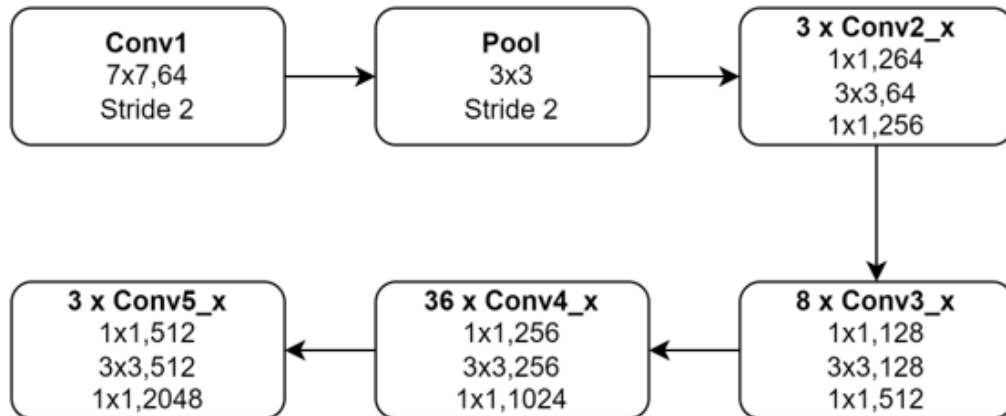 Conv1
7x7,64
Stride 2
Pool
3x3
Stride 2
3 x Conv2_x
1x1,264
3x3,64
1x1,256
8 x Conv3_x
1x1,128
3x3,128
1x1,512
36 x Conv4_x
1x1,256
3x3,256
1x1,1024
3 x Conv5_x
1x1,512
3x3,512
1x1,2048